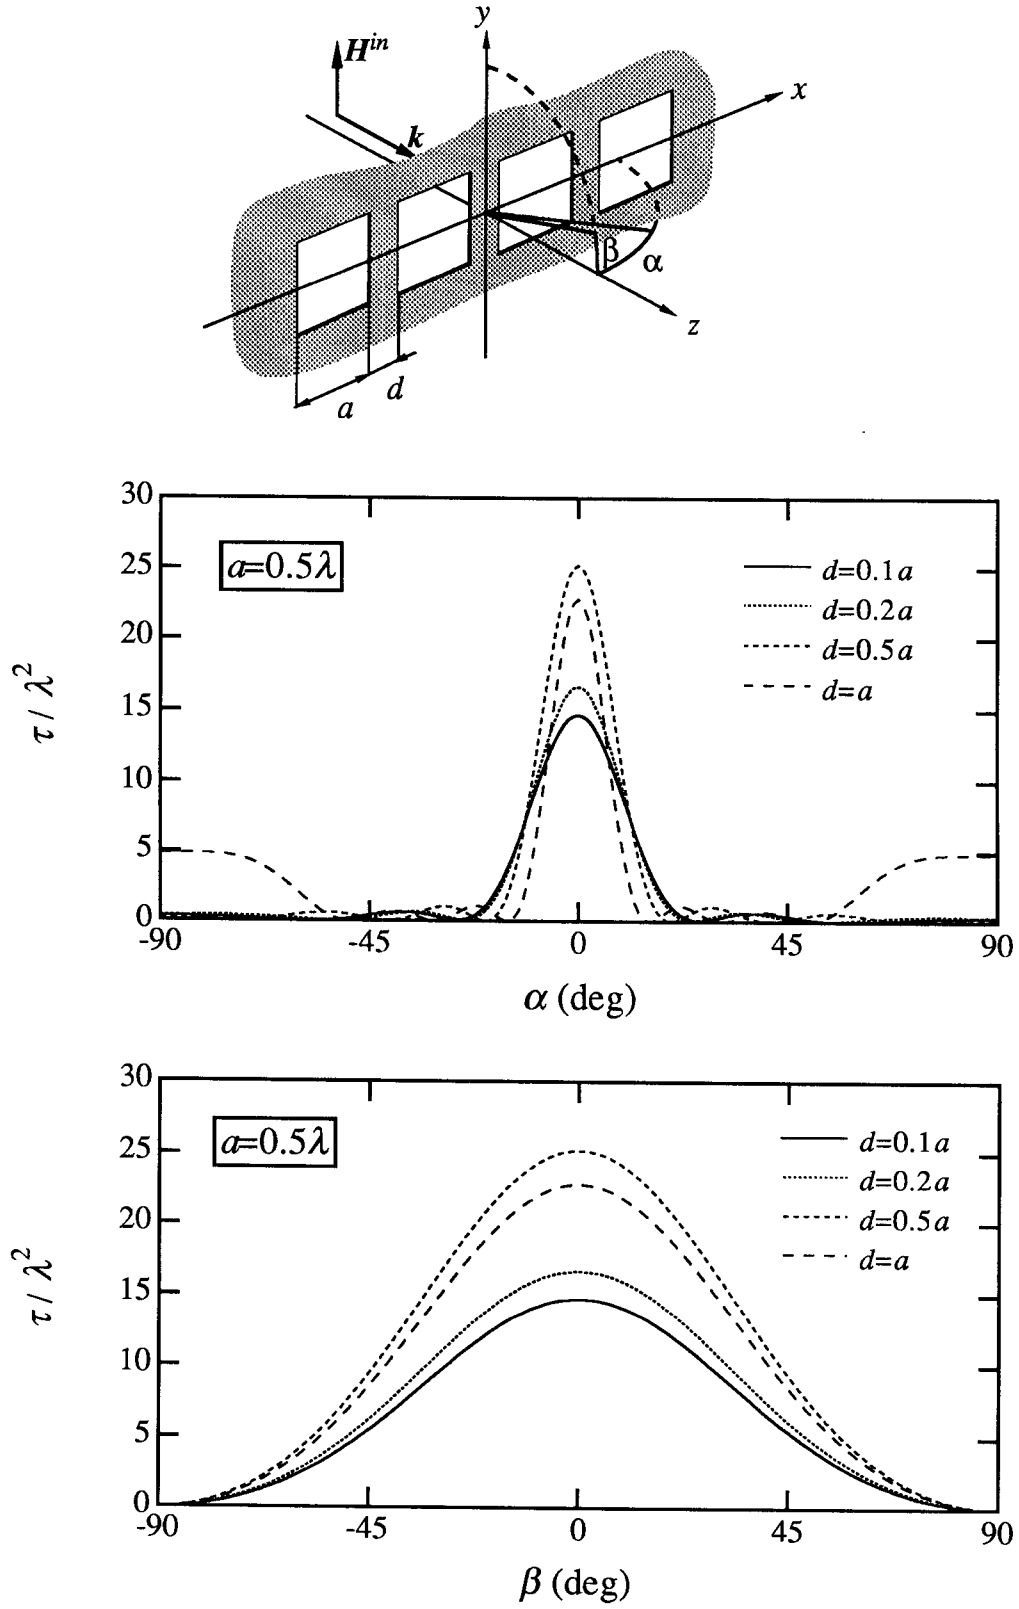 y
H^in
x
k
β
α
z
d
a
30
a=0.5λ
25
d=0.1a
20
d=0.2a
d=0.5a
15
d=a
10
5
0
τ / λ²
-90
-45
0
45
90
α (deg)
30
a=0.5λ
25
d=0.1a
20
d=0.2a
d=0.5a
15
d=a
10
5
0
τ / λ²
-90
-45
0
45
90
β (deg)